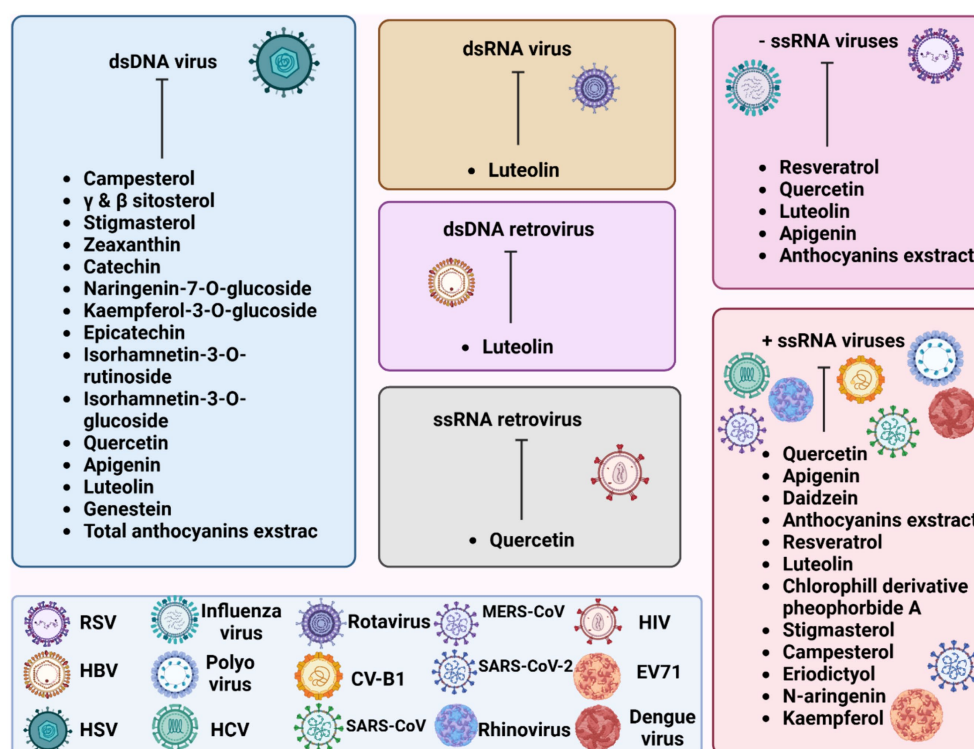 dsDNA virus
• Campesterol
• γ & β sitosterol
• Stigmasterol
• Zeaxanthin
• Catechin
• Naringenin-7-O-glucoside
• Kaempferol-3-O-glucoside
• Epicatechin
• Isorhamnetin-3-O-
rutinoside
• Isorhamnetin-3-O-
glucoside
• Quercetin
• Apigenin
• Luteolin
• Genestein
• Total anthocyanins exstrac
dsRNA virus
• Luteolin
dsDNA retrovirus
• Luteolin
ssRNA retrovirus
• Quercetin
- ssRNA viruses
• Resveratrol
• Quercetin
• Luteolin
• Apigenin
• Anthocyanins exstract
+ ssRNA viruses
• Quercetin
• Apigenin
• Daidzein
• Anthocyanins exstract
• Resveratrol
• Luteolin
• Chlorophill derivative
pheophorbide A
• Stigmasterol
• Campesterol
• Eriodictyol
• N-aringenin
• Kaempferol
RSV
Influenza
virus
Rotavirus
MERS-CoV
HIV
HBV
Polyo
virus
CV-B1
SARS-CoV-2
EV71
HSV
HCV
SARS-CoV
Rhinovirus
Dengue
virus